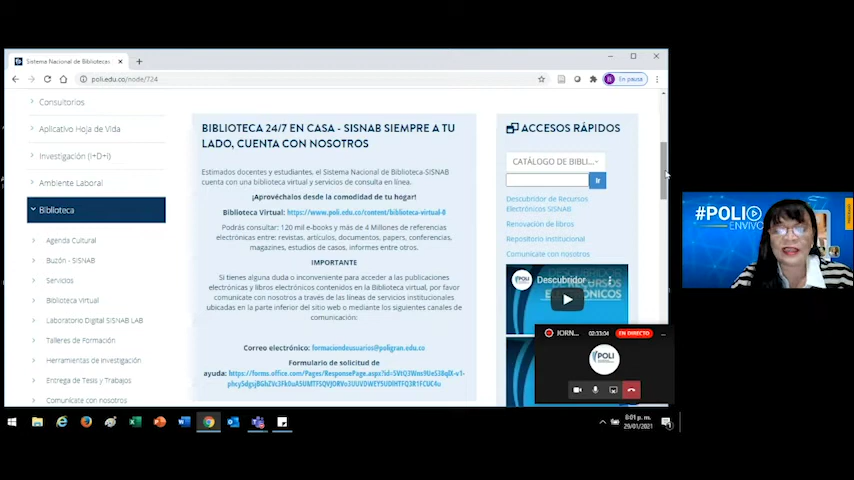 Sistema Nacional de Bibliotecas
poli.edu.co/node/724
En pausa
Consultorios
Aplicativo Hoja de Vida
Investigación (I+D+i)
Ambiente Laboral
Biblioteca
Agenda Cultural
Buzón - SISNAB
Servicios
Biblioteca Virtual
Laboratorio Digital SISNAB LAB
Talleres de Formación
Herramientas de investigación
Entrega de Tesis y Trabajos
Comunícate con nosotros
BIBLIOTECA 24/7 EN CASA - SISNAB SIEMPRE A TU
LADO, CUENTA CON NOSOTROS
Estimados docentes y estudiantes, el Sistema Nacional de Biblioteca-SISNAB
cuenta con una biblioteca virtual y servicios de consulta en línea.
¡Aprovéchalos desde la comodidad de tu hogar!
Biblioteca Virtual: https://www.poli.edu.co/content/biblioteca-virtual-0
Podrás consultar: 120 mil e-books y más de 4 Millones de referencias
electrónicas entre: revistas, artículos, documentos, papers, conferencias,
magazines, estudios de casos, informes entre otros.
IMPORTANTE
Si tienes alguna duda o inconveniente para acceder a las publicaciones
electrónicas y libros electrónicos contenidos en la Biblioteca virtual, por favor
comunícate con nosotros a través de las líneas de servicios institucionales
ubicadas en la parte inferior del sitio web o mediante los siguientes canales de
comunicación:
Correo electrónico: formaciondeusuarios@poligran.edu.co
Formulario de solicitud de
ayuda:
ACCESOS RÁPIDOS
CATÁLOGO DE BIBLI...
Ir
Descubridor de Recursos
Electrónicos SISNAB
Renovación de libros
Repositorio Institucional
Comunícate con nosotros
POLI
Descubridor
RECURSOS
JORN...
02:33:04
EN DIRECTO
POLI
#POLI
ENVIVO
8:01 p. m.
29/01/2021